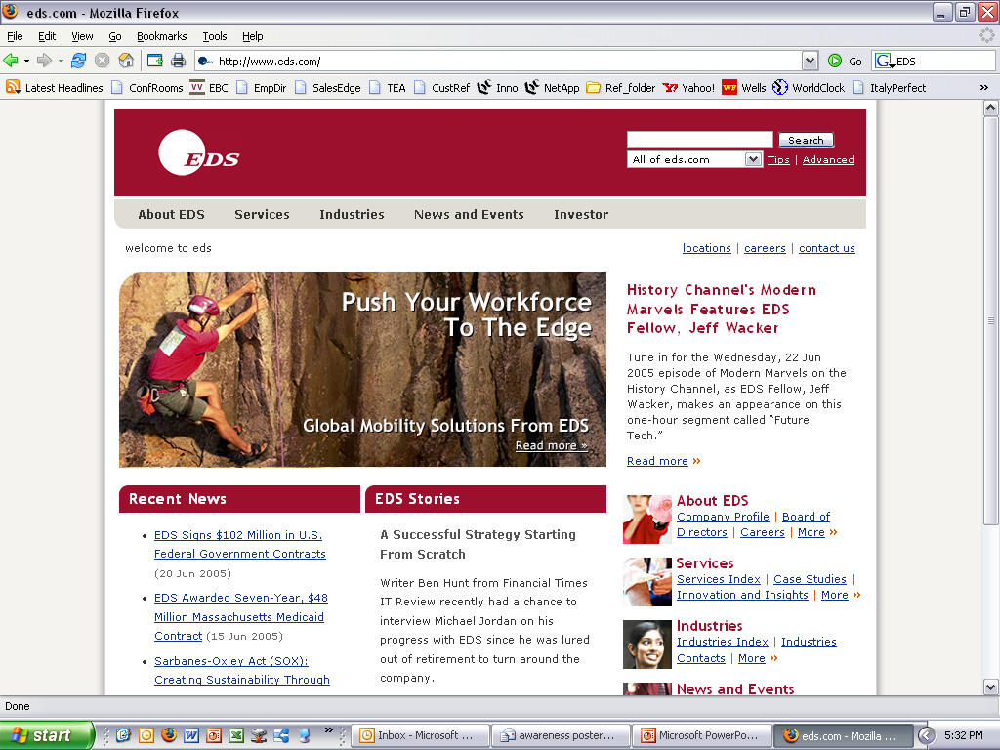 eds.com - Mozilla Firefox
File Edit View Go Bookmarks Tools Help
http://www.eds.com/ Go G EDS
Latest Headlines ConfRooms EBC EmpDir SalesEdge TEA CustRef Inno NetApp Ref_folder Yahoo! Wells WorldClock ItalyPerfect »
EDS
Search
All of eds.com Tips | Advanced
About EDS Services Industries News and Events Investor
welcome to eds locations | careers | contact us
Push Your Workforce
To The Edge
Global Mobility Solutions From EDS
Read more »
History Channel's Modern
Marvels Features EDS
Fellow, Jeff Wacker
Tune in for the Wednesday, 22 Jun
2005 episode of Modern Marvels on the
History Channel, as EDS Fellow, Jeff
Wacker, makes an appearance on this
one-hour segment called “Future
Tech.”
Read more »
Recent News
EDS Signs $102 Million in U.S.
Federal Government Contracts
(20 Jun 2005)
EDS Awarded Seven-Year, $48
Million Massachusetts Medicaid
Contract (15 Jun 2005)
Sarbanes-Oxley Act (SOX):
Creating Sustainability Through
EDS Stories
A Successful Strategy Starting
From Scratch
Writer Ben Hunt from Financial Times
IT Review recently had a chance to
interview Michael Jordan on his
progress with EDS since he was lured
out of retirement to turn around the
company.
About EDS
Company Profile | Board of
Directors | Careers | More »
Services
Services Index | Case Studies |
Innovation and Insights | More »
Industries
Industries Index | Industries
Contacts | More »
News and Events
Done
start » Inbox - Microsoft ... awareness poster... Microsoft PowerPo... eds.com - Mozilla ... 5:32 PM